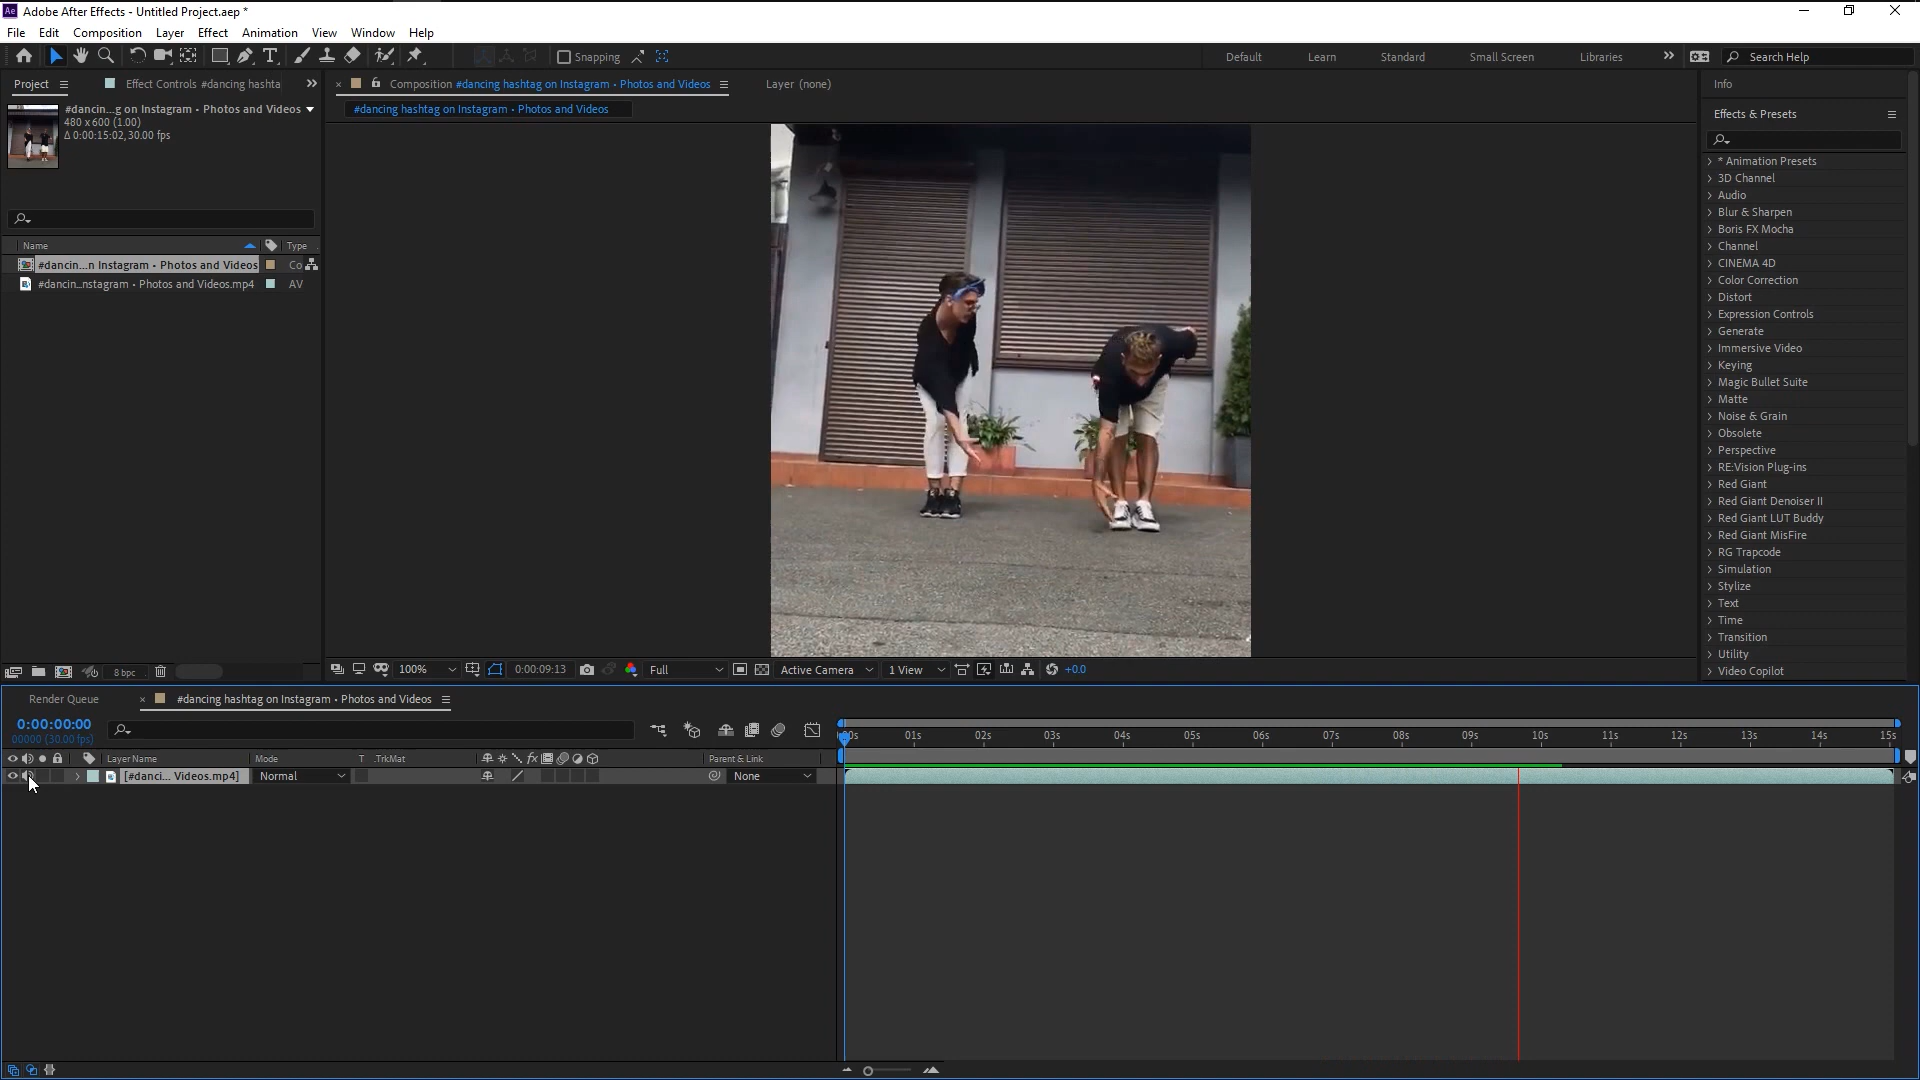 Ae Adobe After Effects - Untitled Project.aep *
File Edit Composition Layer Effect Animation View Window Help
Snapping Default Learn Standard Small Screen Libraries Search Help
Project Effect Controls #dancing hashta
#dancin...g on Instagram • Photos and Videos
480 x 600 (1.00)
Δ 0:00:15:02, 30.00 fps
Name Type
#dancin...n Instagram • Photos and Videos Co
#dancin...nstagram • Photos and Videos.mp4 AV
8 bpc
Composition #dancing hashtag on Instagram • Photos and Videos Layer (none)
#dancing hashtag on Instagram • Photos and Videos
100% 0:00:09:13 Full Active Camera 1 View +0.0
Info
Effects & Presets
* Animation Presets
3D Channel
Audio
Blur & Sharpen
Boris FX Mocha
Channel
CINEMA 4D
Color Correction
Distort
Expression Controls
Generate
Immersive Video
Keying
Magic Bullet Suite
Matte
Noise & Grain
Obsolete
Perspective
RE:Vision Plug-ins
Red Giant
Red Giant Denoiser II
Red Giant LUT Buddy
Red Giant MisFire
RG Trapcode
Simulation
Stylize
Text
Time
Transition
Utility
Video Copilot
Render Queue #dancing hashtag on Instagram • Photos and Videos
0:00:00:00
00000 (30.00 fps)
:00s 01s 02s 03s 04s 05s 06s 07s 08s 09s 10s 11s 12s 13s 14s 15s
Layer Name Mode T .TrkMat fx Parent & Link
[#danci... Videos.mp4] Normal None